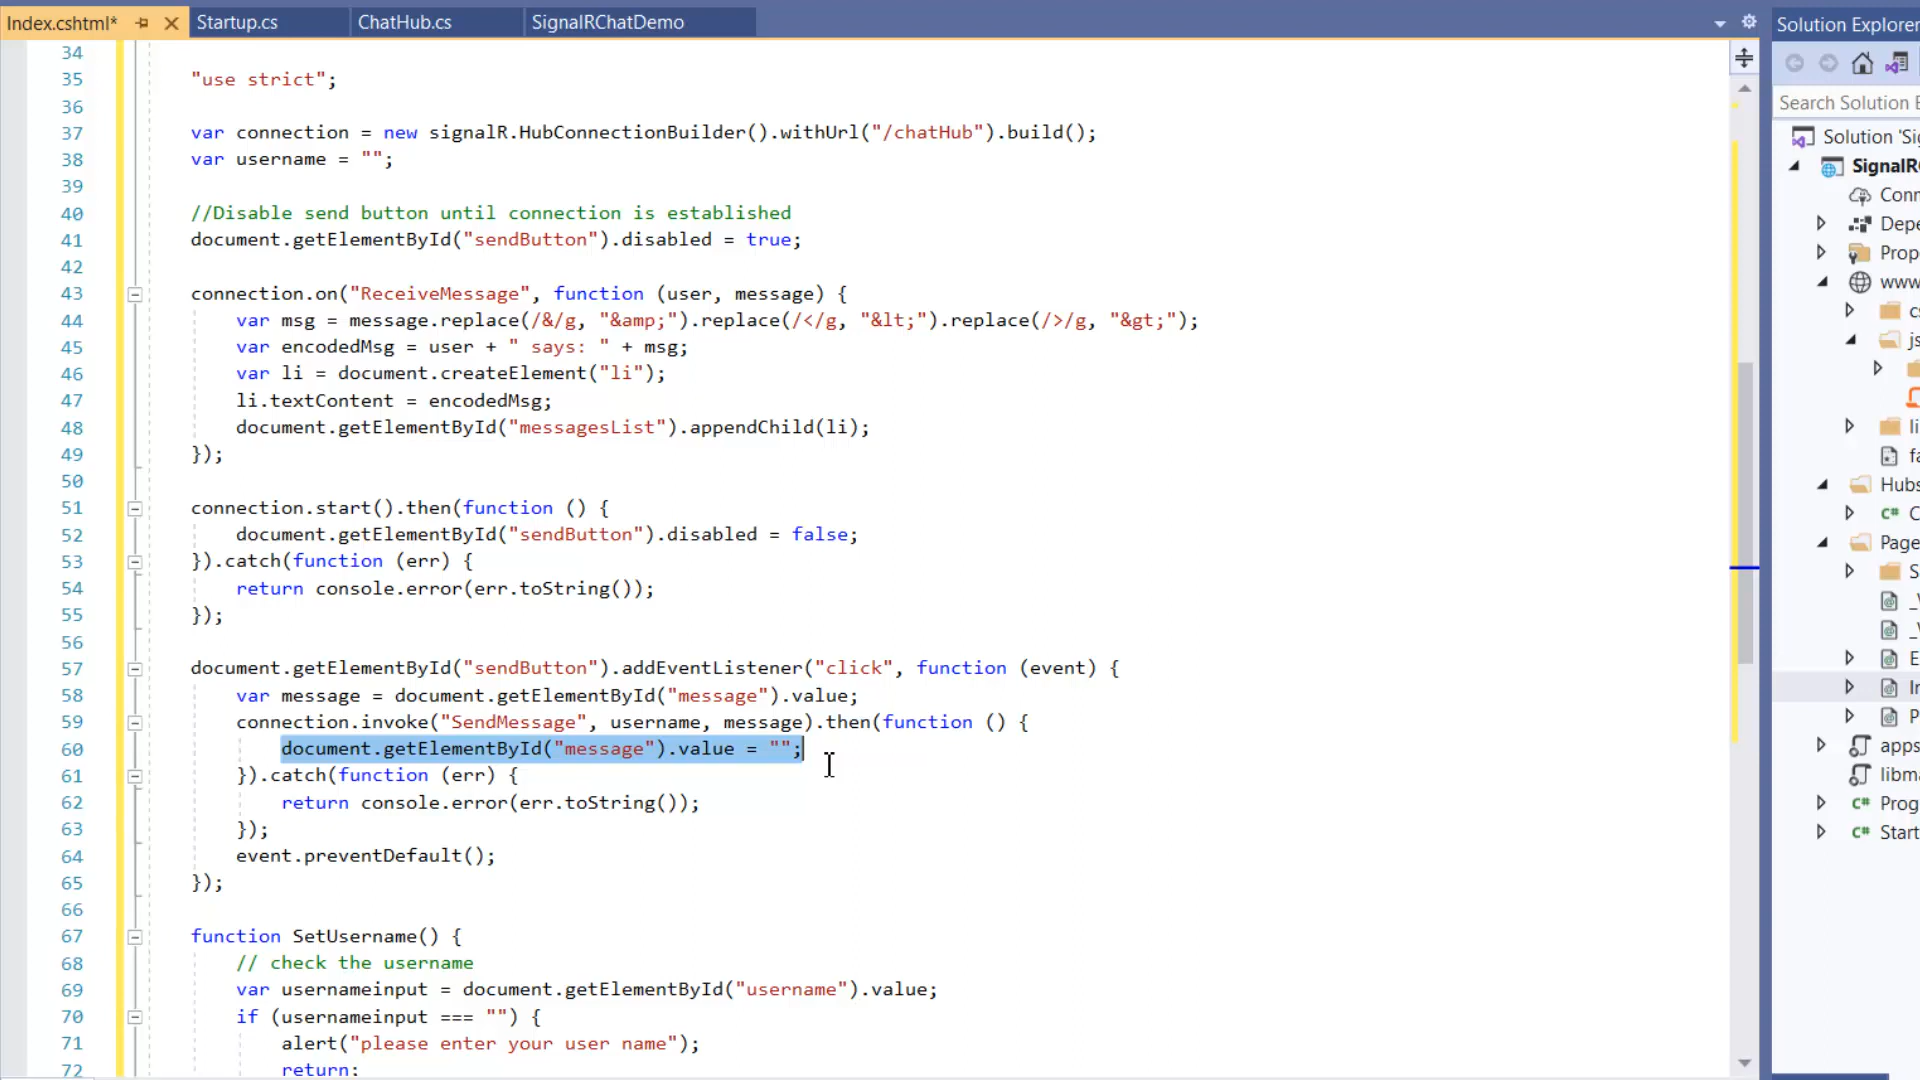 Index.cshtml*
Startup.cs
ChatHub.cs
SignalRChatDemo
34
35 "use strict";
36
37 var connection = new signalR.HubConnectionBuilder().withUrl("/chatHub").build();
38 var username = "";
39
40 //Disable send button until connection is established
41 document.getElementById("sendButton").disabled = true;
42
43 connection.on("ReceiveMessage", function (user, message) {
44 var msg = message.replace(/&/g, "&amp;").replace(/</g, "&lt;").replace(/>/g, "&gt;");
45 var encodedMsg = user + " says: " + msg;
46 var li = document.createElement("li");
47 li.textContent = encodedMsg;
48 document.getElementById("messagesList").appendChild(li);
49 });
50
51 connection.start().then(function () {
52 document.getElementById("sendButton").disabled = false;
53 }).catch(function (err) {
54 return console.error(err.toString());
55 });
56
57 document.getElementById("sendButton").addEventListener("click", function (event) {
58 var message = document.getElementById("message").value;
59 connection.invoke("SendMessage", username, message).then(function () {
60 document.getElementById("message").value = "";
61 }).catch(function (err) {
62 return console.error(err.toString());
63 });
64 event.preventDefault();
65 });
66
67 function SetUsername() {
68 // check the username
69 var usernameinput = document.getElementById("username").value;
70 if (usernameinput === "") {
71 alert("please enter your user name");
72 return;
Solution Explorer
Search Solution E
Solution 'Sig
SignalR
Conn
Depe
Prop
www
cs
js
li
fa
Hubs
C# C
Page
S
_V
_V
E
In
P
apps
libma
C# Prog
C# Start